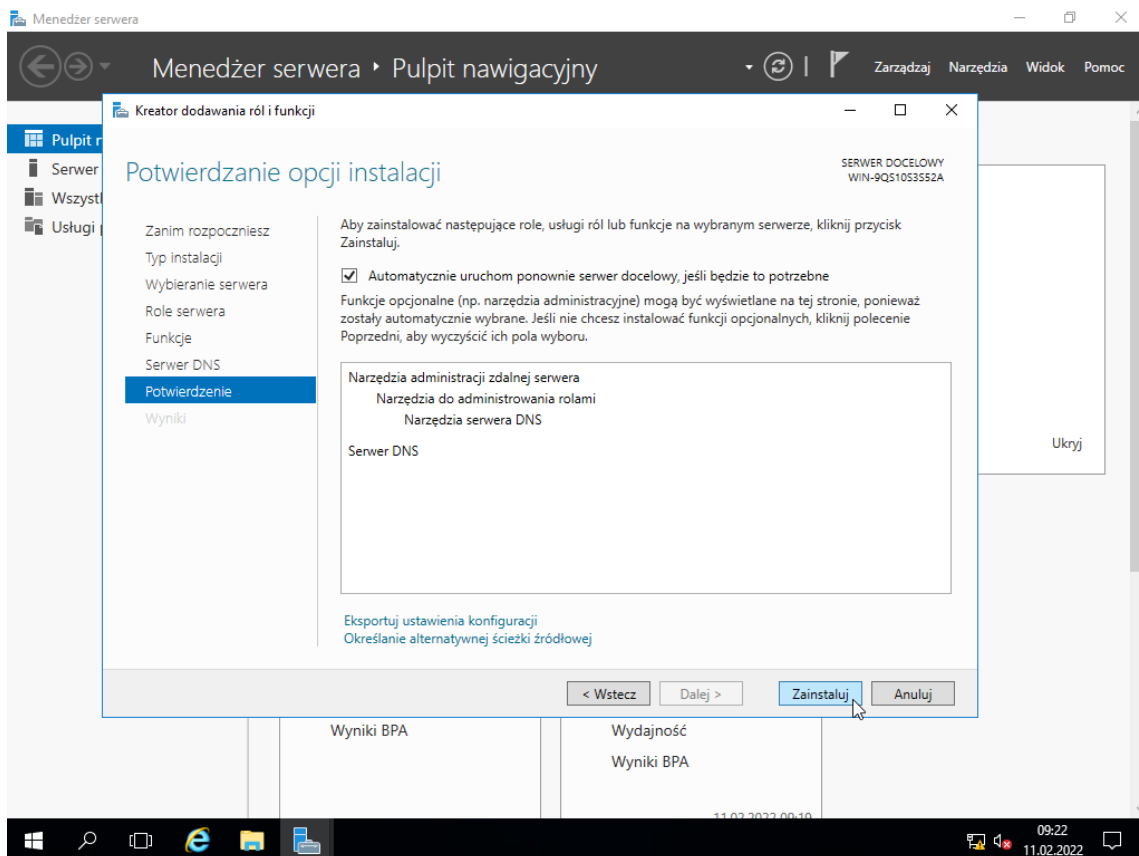 Menedżer serwera
Menedżer serwera ‣ Pulpit nawigacyjny
Zarządzaj Narzędzia Widok Pomoc
Pulpit
Serwer
Usługi
Kreator dodawania ról i funkcji
Potwierdzanie opcji instalacji
SERWER DOCELOWY
WIN-9QS10S3S52A
Zanim rozpoczniesz
Typ instalacji
Wybieranie serwera
Role serwera
Funkcje
Serwer DNS
Potwierdzenie
Wyniki
Aby zainstalować następujące role, usługi ról lub funkcje na wybranym serwerze, kliknij przycisk
Zainstaluj.
Automatycznie uruchom ponownie serwer docelowy, jeśli będzie to potrzebne
Funkcje opcjonalne (np. narzędzia administracyjne) mogą być wyświetlane na tej stronie, ponieważ
zostały automatycznie wybrane. Jeśli nie chcesz instalować funkcji opcjonalnych, kliknij polecenie
Poprzedni, aby wyczyścić ich pola wyboru.
Narzędzia administracji zdalnej serwera
Narzędzia do administrowania rolami
Narzędzia serwera DNS
Serwer DNS
Eksportuj ustawienia konfiguracji
Określanie alternatywnej ścieżki źródłowej
< Wstecz
Dalej >
Zainstaluj
Anuluj
Ukryj
Wyniki BPA
Wydajność
Wyniki BPA
11.02.2022 09:19
09:22
11.02.2022